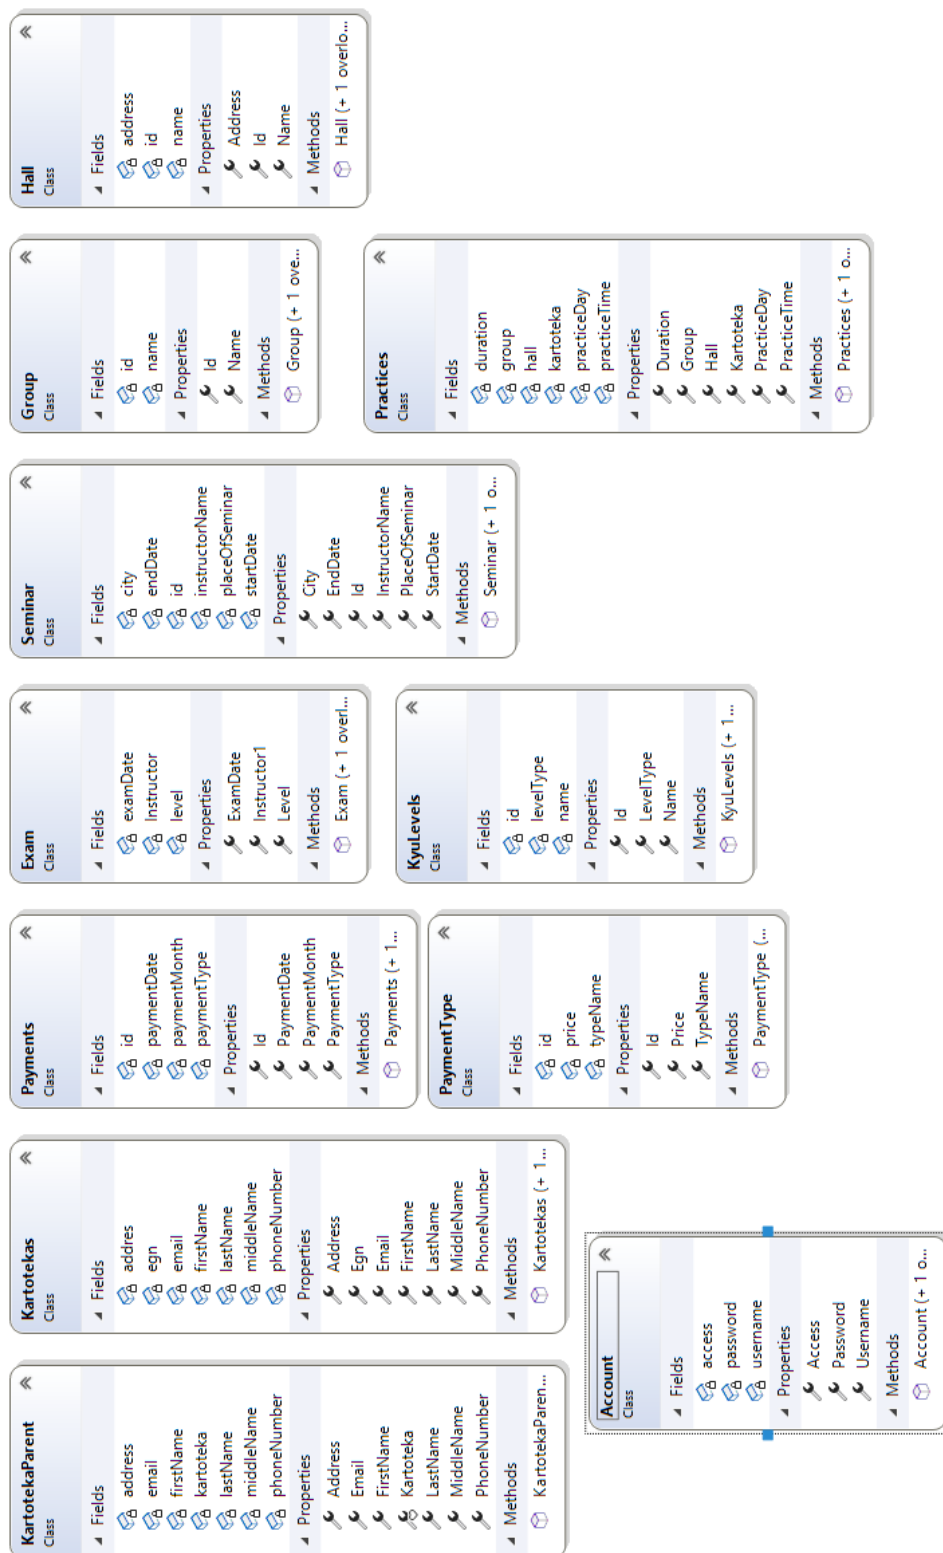 KartotekaParent
Class
Fields
address
email
firstName
kartoteka
lastName
middleName
phoneNumber
Properties
Address
Email
FirstName
Kartoteka
LastName
MiddleName
PhoneNumber
Methods
KartotekaParen...
Kartotekas
Class
Fields
addres
egn
email
firstName
lastName
middleName
phoneNumber
Properties
Address
Egn
Email
FirstName
LastName
MiddleName
PhoneNumber
Methods
Kartotekas (+ 1...
Payments
Class
Fields
id
paymentDate
paymentMonth
paymentType
Properties
Id
PaymentDate
PaymentMonth
PaymentType
Methods
Payments (+ 1...
Exam
Class
Fields
examDate
Instructor
level
Properties
ExamDate
Instructor1
Level
Methods
Exam (+ 1 overl...
Seminar
Class
Fields
city
endDate
id
instructorName
placeOfSeminar
startDate
Properties
City
EndDate
Id
InstructorName
PlaceOfSeminar
StartDate
Methods
Seminar (+ 1 o...
Group
Class
Fields
id
name
Properties
Id
Name
Methods
Group (+ 1 ove...
Hall
Class
Fields
address
id
name
Properties
Address
Id
Name
Methods
Hall (+ 1 overlo...
Account
Class
Fields
access
password
username
Properties
Access
Password
Username
Methods
Account (+ 1 o...
PaymentType
Class
Fields
id
price
typeName
Properties
Id
Price
TypeName
Methods
PaymentType (...
KyuLevels
Class
Fields
id
levelType
name
Properties
Id
LevelType
Name
Methods
KyuLevels (+ 1...
Practices
Class
Fields
duration
group
hall
kartoteka
practiceDay
practiceTime
Properties
Duration
Group
Hall
Kartoteka
PracticeDay
PracticeTime
Methods
Practices (+ 1 o...